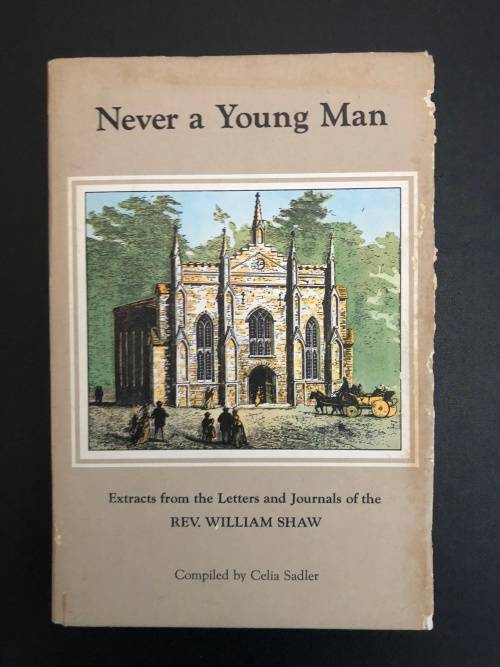 Never a Young Man
Extracts from the Letters and Journals of the
REV. WILLIAM SHAW
Compiled by Celia Sadler